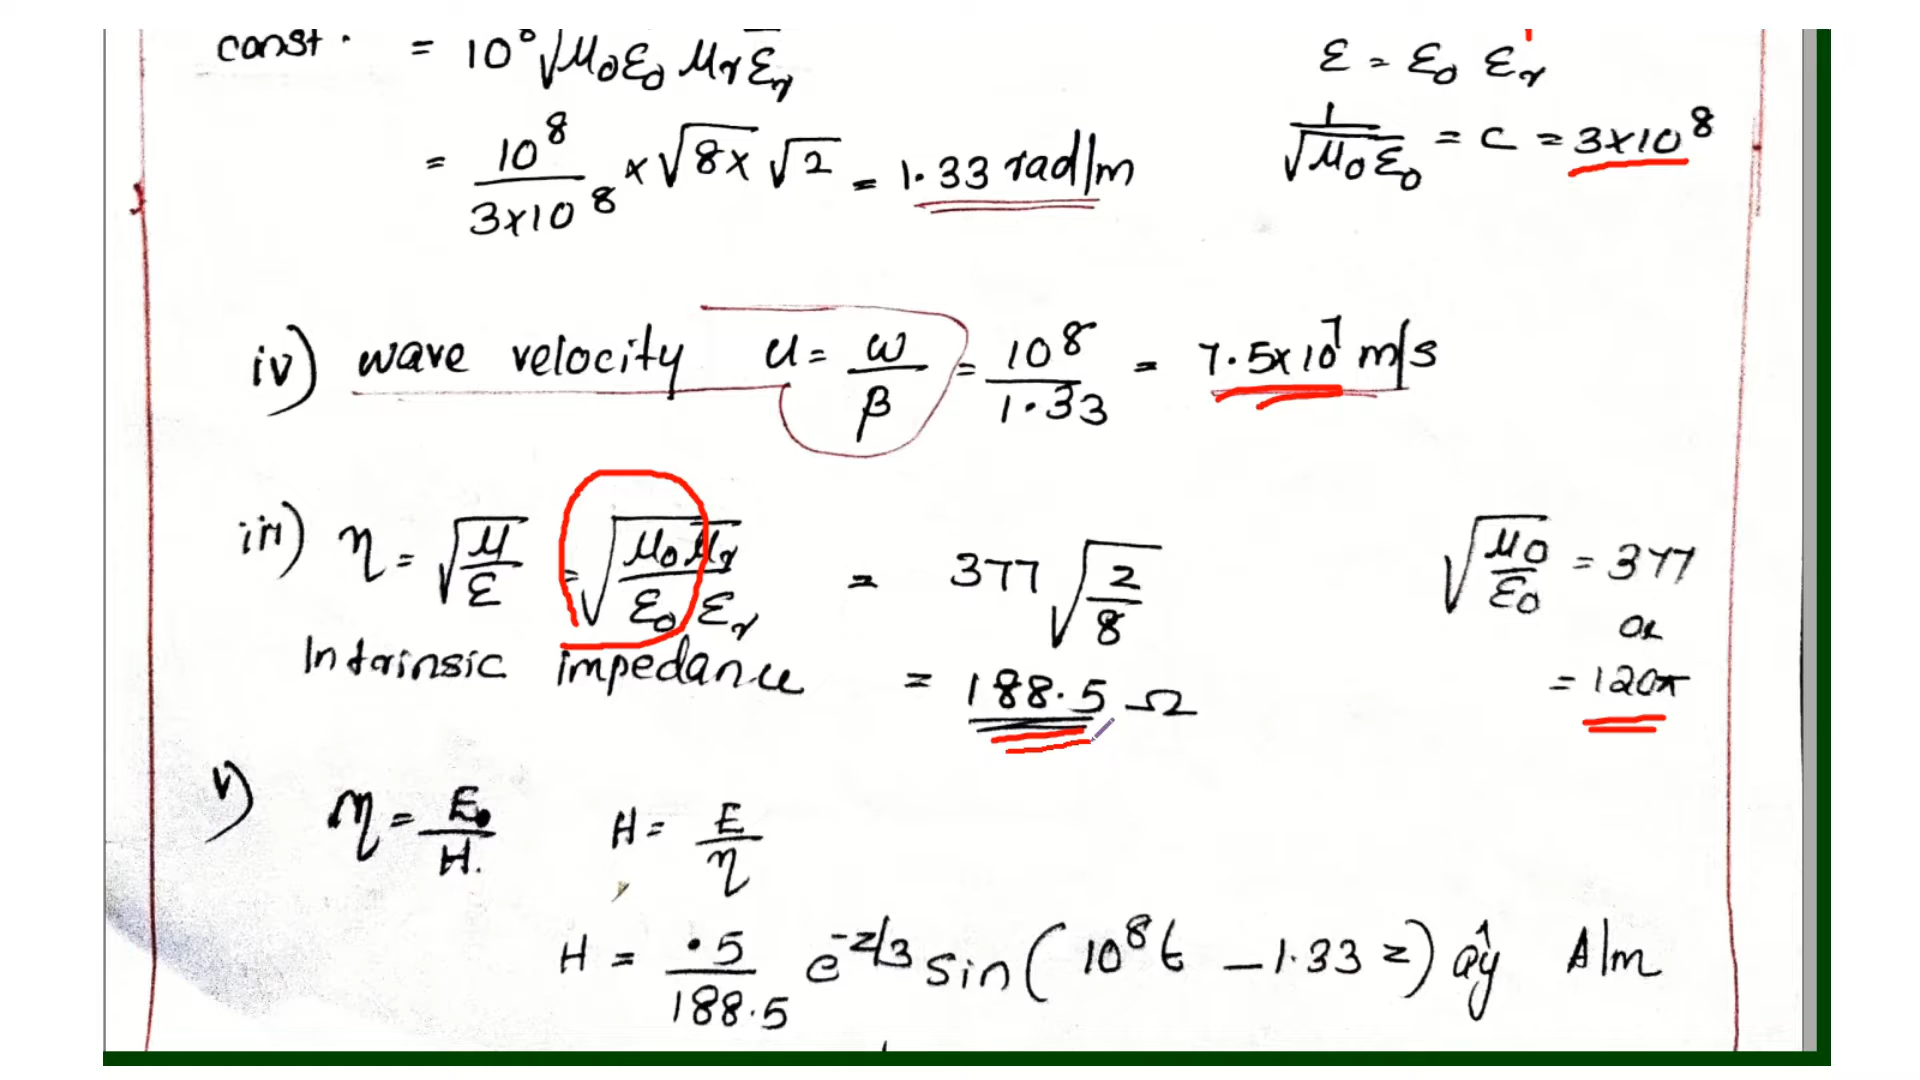 const. = 10⁸ √μ₀ε₀ μᵣεᵣ
ε = ε₀ εᵣ
= 10⁸ / 3×10⁸ × √8× √2 = 1.33 rad/m
1/√μ₀ε₀ = C = 3×10⁸
iv) wave velocity u = ω/β = 10⁸/1.33 = 7.5×10⁷ m/s
iii) η = √μ/ε = √μ₀μᵣ/ε₀εᵣ = 377 √2/8
√μ₀/ε₀ = 377
or
Intrinsic impedance = 188.5 Ω
= 120π
v) η = E/H. H = E/η
H = .5/188.5 e^-z/3 sin(10⁸t – 1.33 z) ây A/m